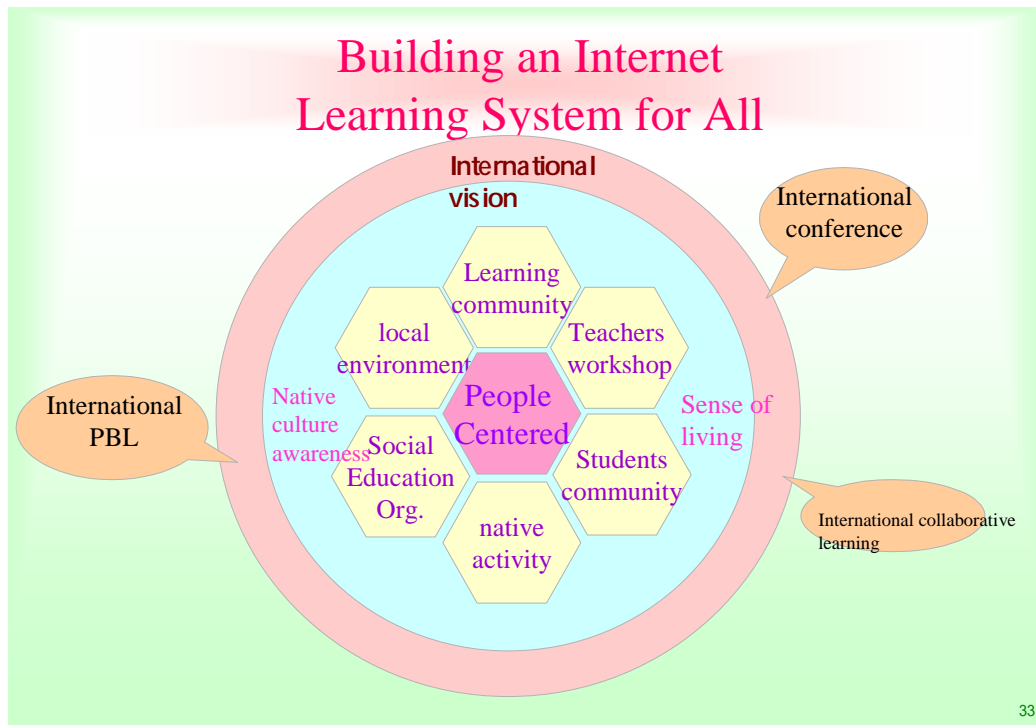 Building an Internet
Learning System for All
International
vision
International
conference
Learning
community
local
environment
Teachers
workshop
International
PBL
Native
culture
awareness
People
Centered
Sense of
living
Social
Education
Org.
Students
community
native
activity
International collaborative
learning
33